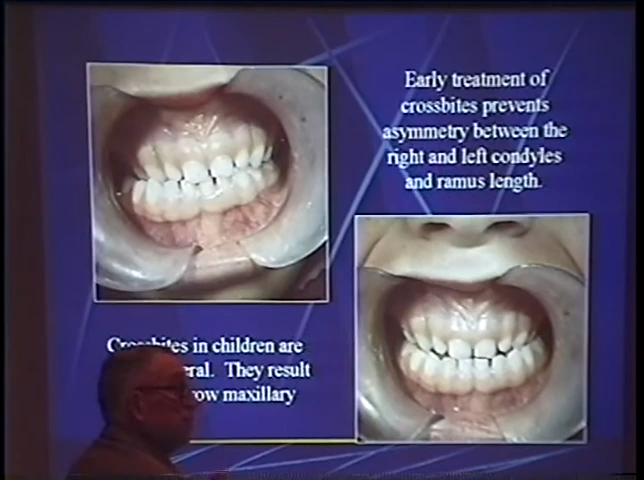 Early treatment of
crossbites prevents
asymmetry between the
right and left condyles
and ramus length.
in children are
They result
maxillary